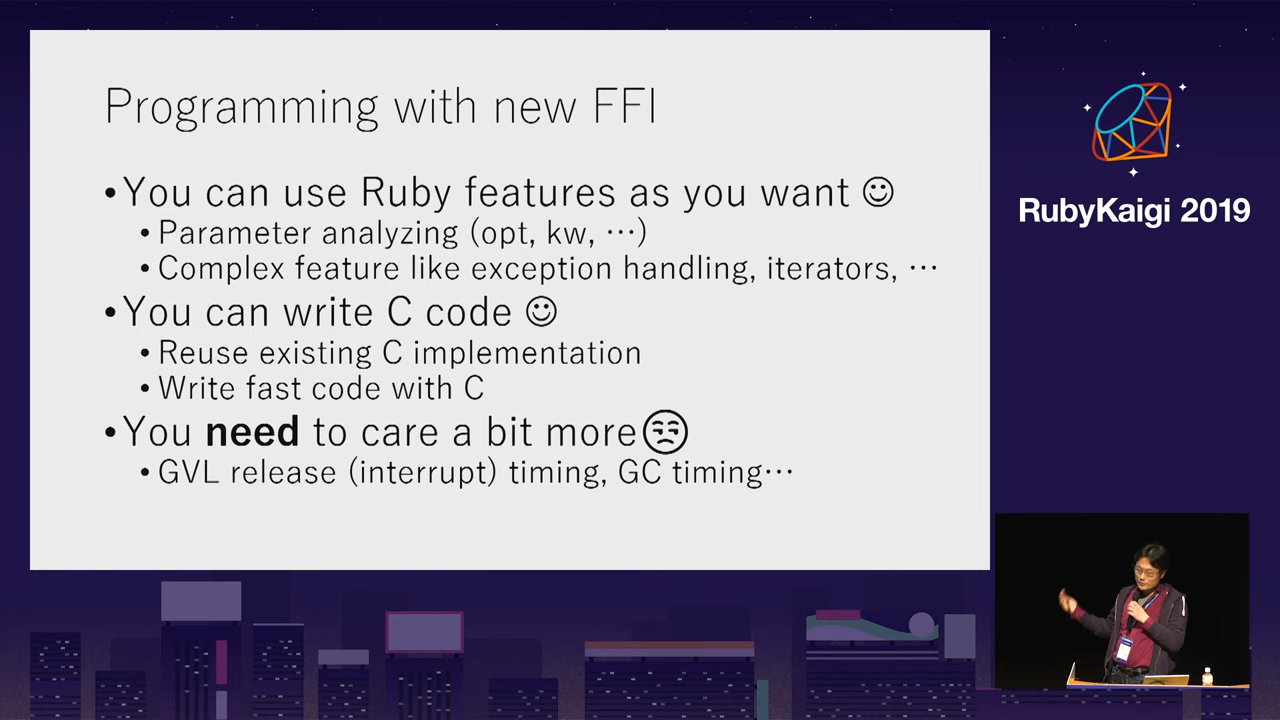 Programming with new FFI
•You can use Ruby features as you want ☺
•Parameter analyzing (opt, kw, …)
•Complex feature like exception handling, iterators, …
•You can write C code ☺
•Reuse existing C implementation
•Write fast code with C
•You need to care a bit more😒
•GVL release (interrupt) timing, GC timing…
RubyKaigi 2019